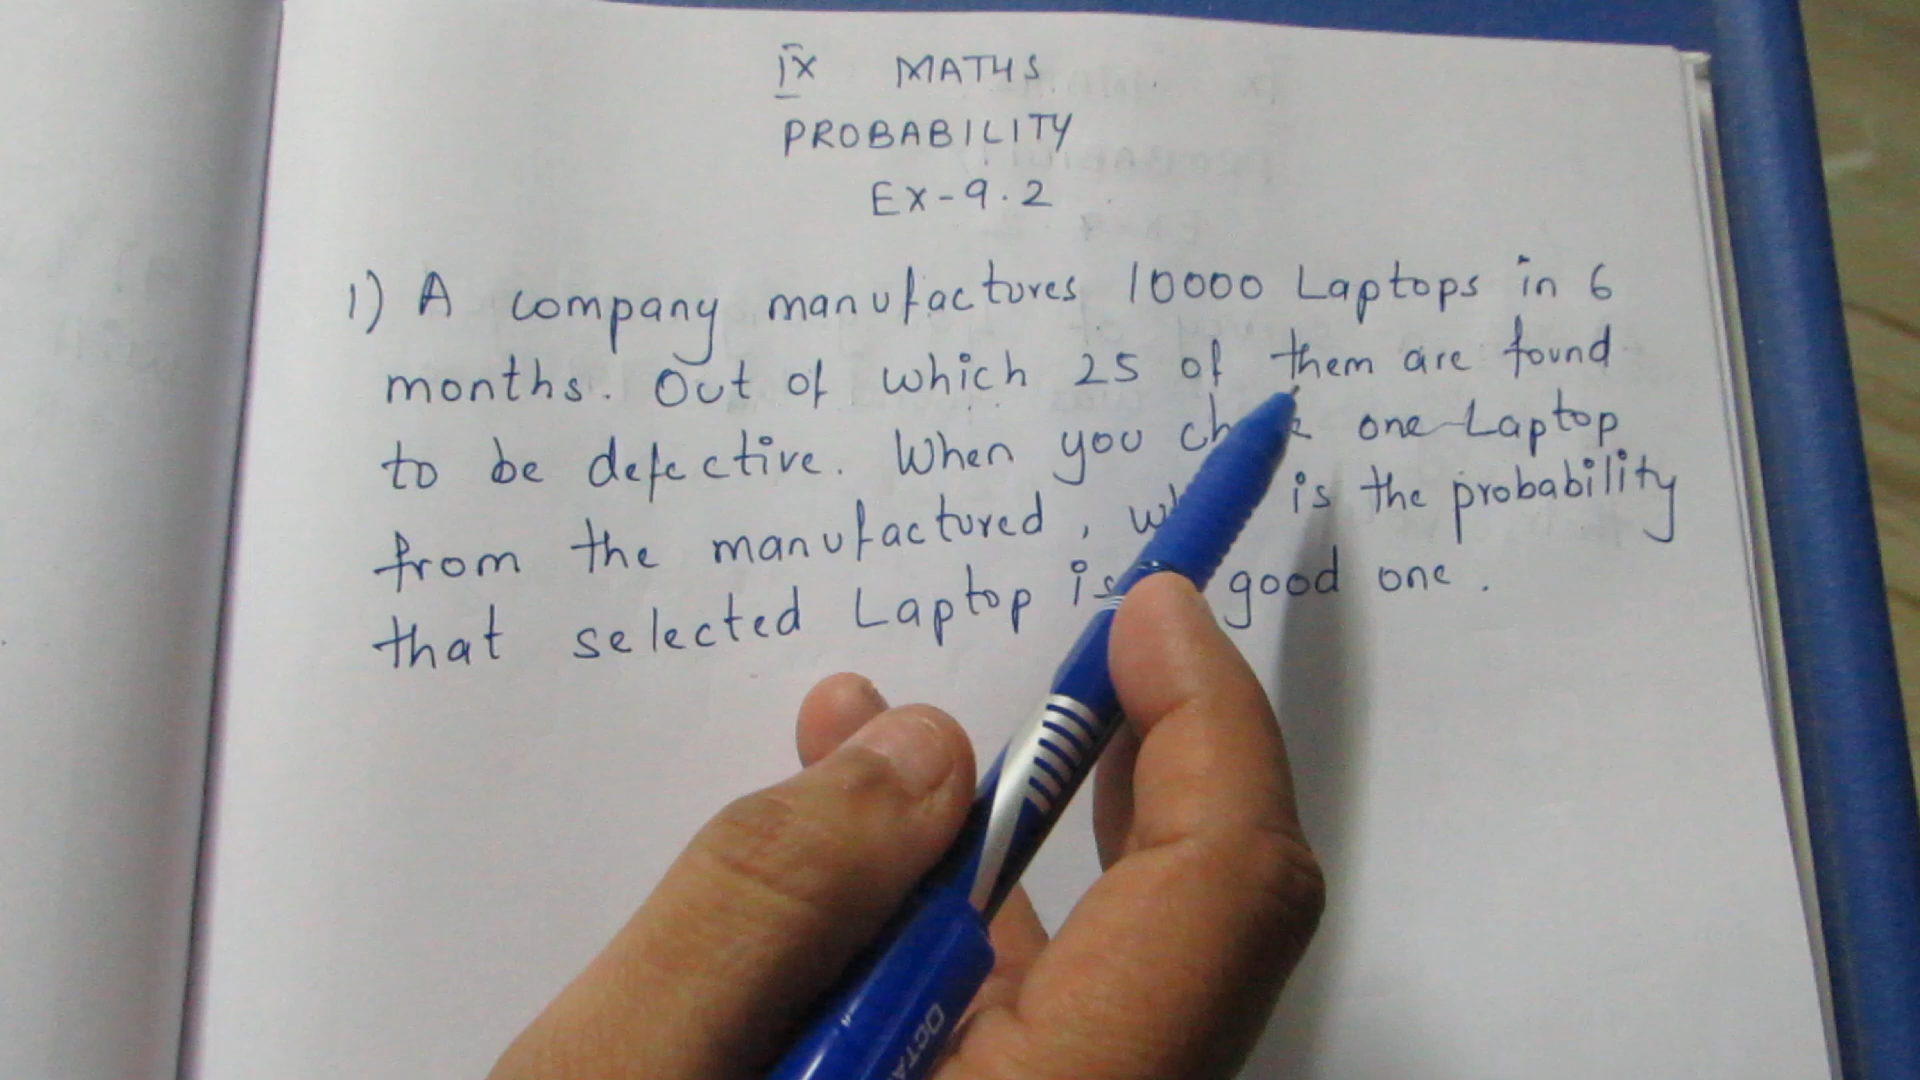 IX MATHS
PROBABILITY
Ex-9.2
1) A company manufactures 10000 Laptops in 6
months. Out of which 25 of them are found
to be defective. When you one Laptop
from the manufactured, is the probability
that selected Laptop is good one.
OCTA